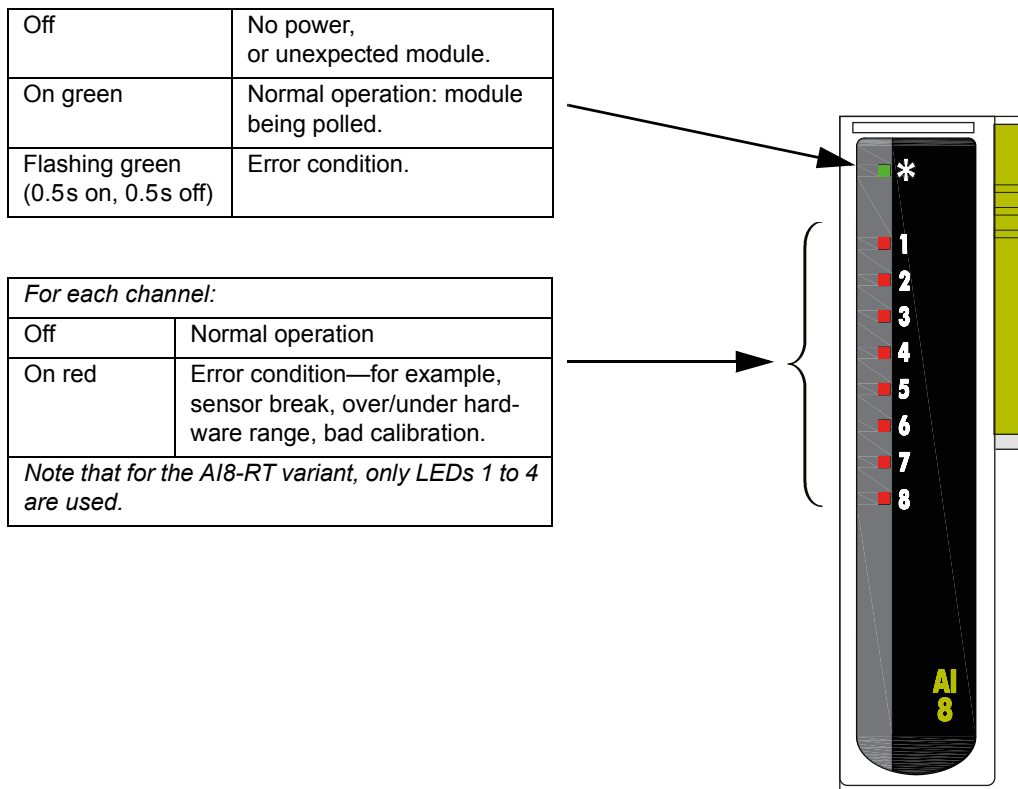 Off
No power,
or unexpected module.
On green
Normal operation: module
being polled.
Flashing green
(0.5s on, 0.5s off)
Error condition.
For each channel:
Off
Normal operation
On red
Error condition—for example,
sensor break, over/under hard-
ware range, bad calibration.
Note that for the AI8-RT variant, only LEDs 1 to 4
are used.
*
1
2
3
4
5
6
7
8
AI
8